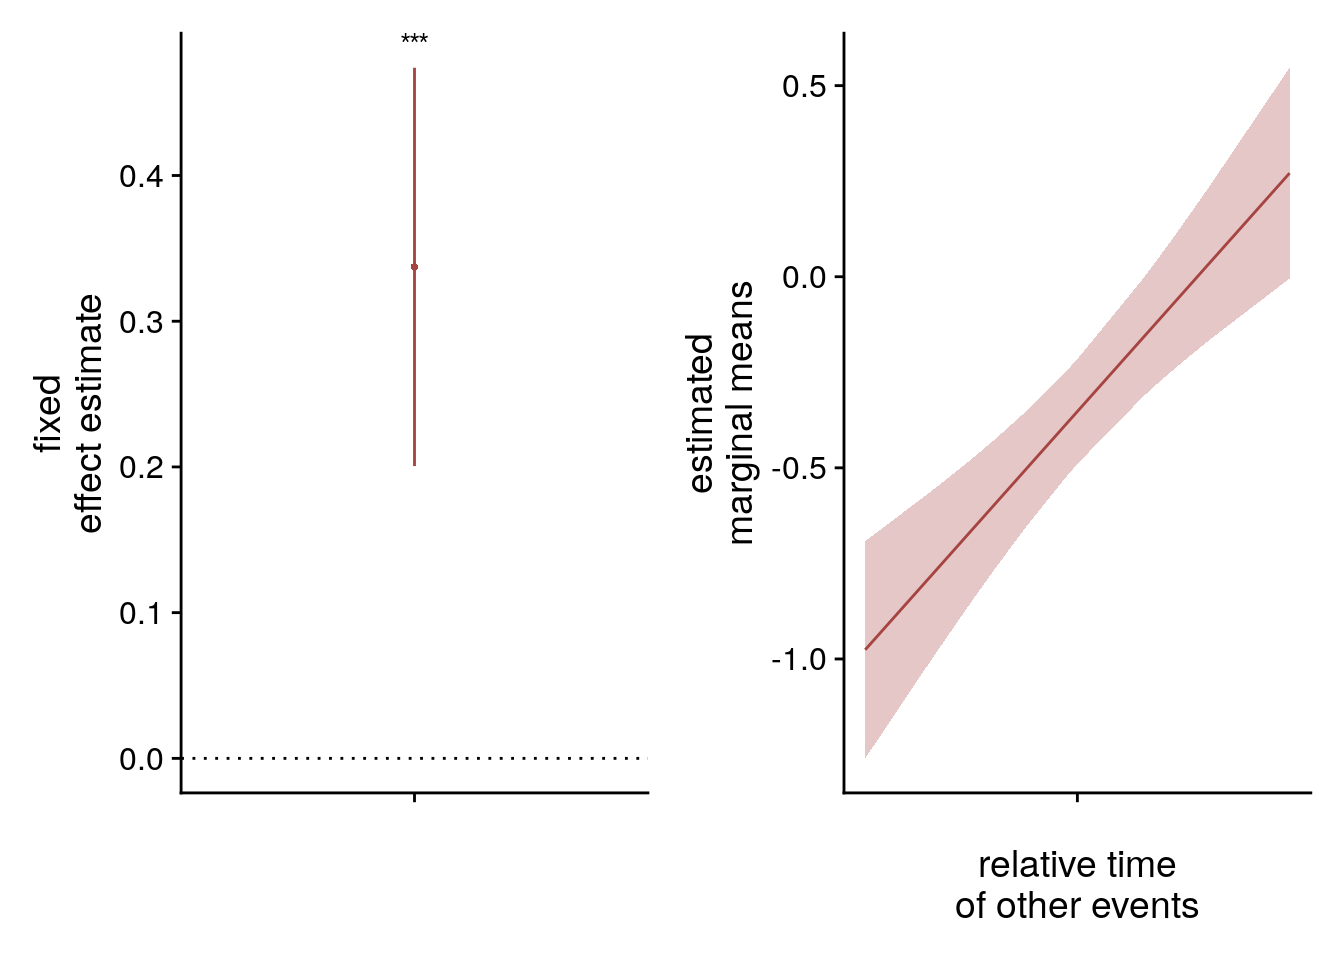 ***
fixed
effect estimate
0.4
0.3
0.2
0.1
0.0
estimated
marginal means
0.5
0.0
-0.5
-1.0
relative time
of other events